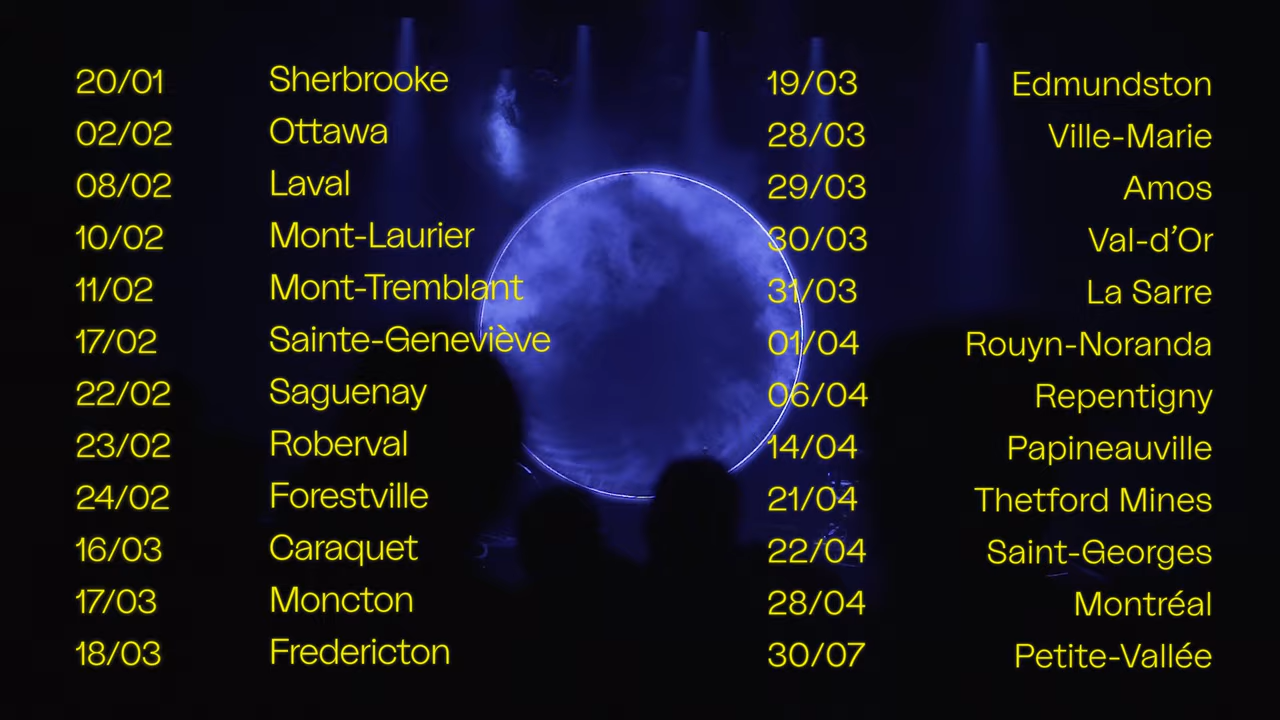 20/01 Sherbrooke
02/02 Ottawa
08/02 Laval
10/02 Mont-Laurier
11/02 Mont-Tremblant
17/02 Sainte-Geneviève
22/02 Saguenay
23/02 Roberval
24/02 Forestville
16/03 Caraquet
17/03 Moncton
18/03 Fredericton
19/03 Edmundston
28/03 Ville-Marie
29/03 Amos
30/03 Val-d’Or
31/03 La Sarre
01/04 Rouyn-Noranda
06/04 Repentigny
14/04 Papineauville
21/04 Thetford Mines
22/04 Saint-Georges
28/04 Montréal
30/07 Petite-Vallée